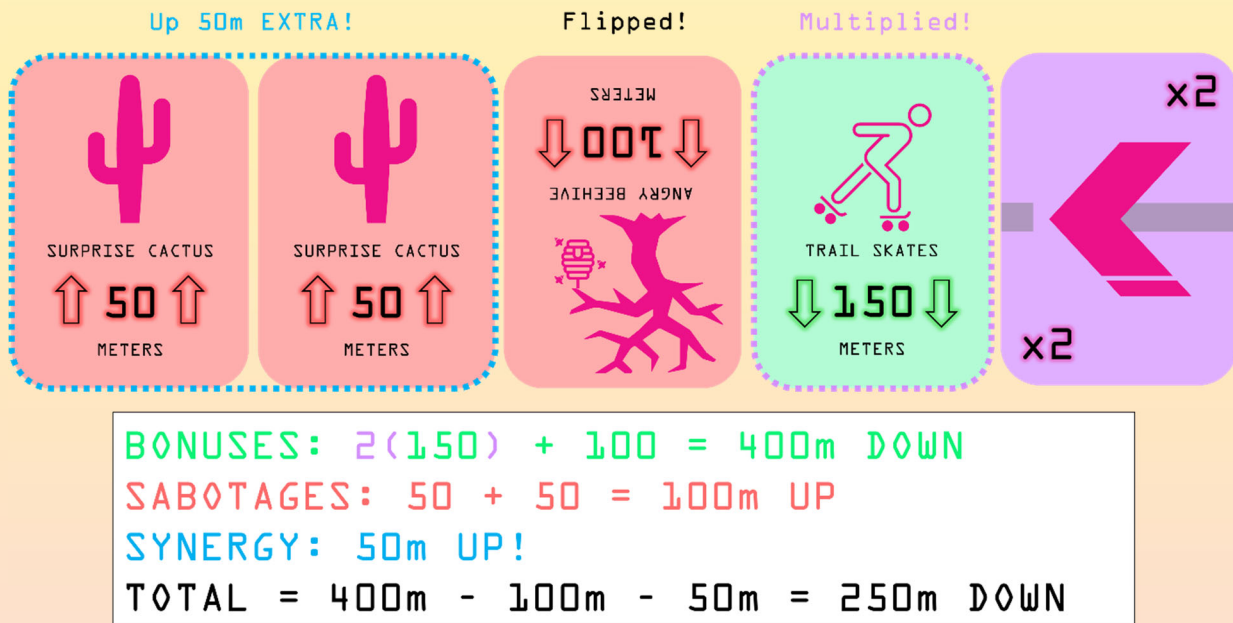 Up 50m EXTRA!
Flipped!
Multiplied!
SURPRISE CACTUS
50
METERS
SURPRISE CACTUS
50
METERS
METERS
100
ANGRY BEEHIVE
TRAIL SKATES
150
METERS
x2
x2
BONUSES: 2(150) + 100 = 400m DOWN
SABOTAGES: 50 + 50 = 100m UP
SYNERGY: 50m UP!
TOTAL = 400m - 100m - 50m = 250m DOWN